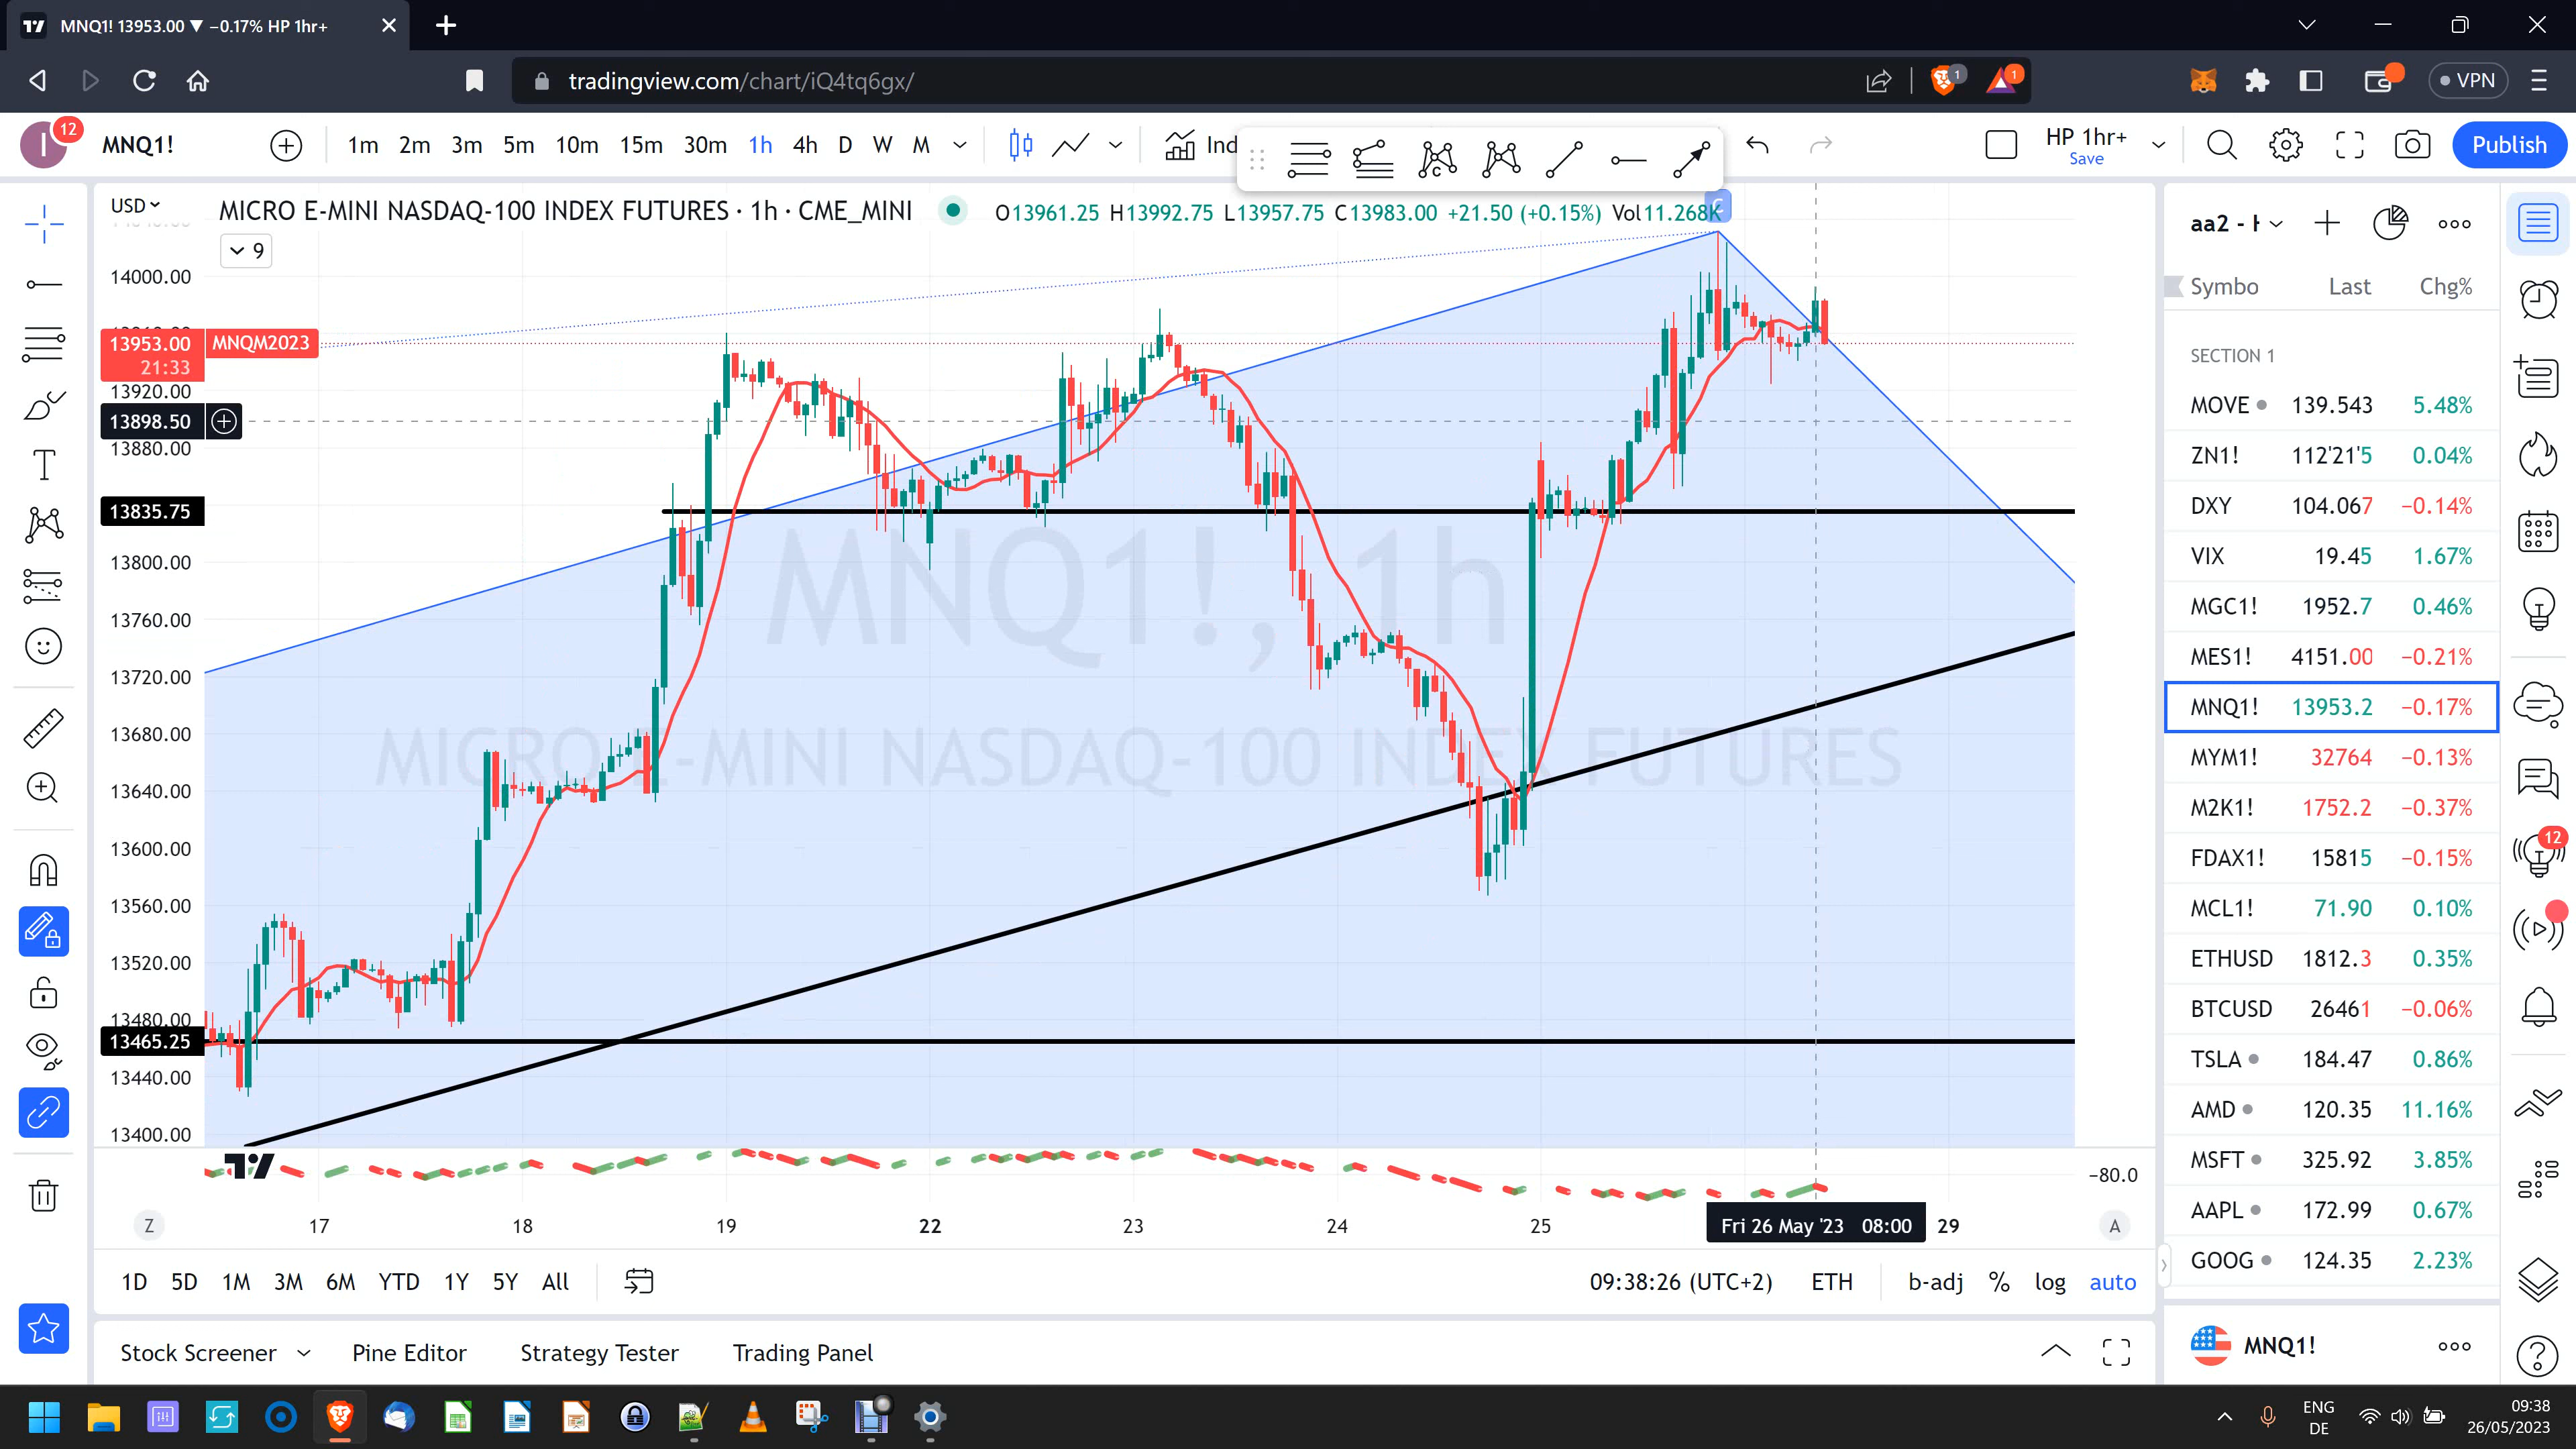 MNQ1! 13953.00 ▼ −0.17% HP 1hr+
tradingview.com/chart/iQ4tq6gx/
1
1
VPN
I
12
MNQ1!
1m 2m 3m 5m 10m 15m 30m 1h 4h D W M
Ind
HP 1hr+
Save
Publish
USD
MICRO E-MINI NASDAQ-100 INDEX FUTURES · 1h · CME_MINI
O13961.25 H13992.75 L13957.75 C13983.00 +21.50 (+0.15%) Vol11.268K
C
9
14000.00
13953.00
21:33
MNQM2023
13920.00
13898.50
13880.00
13835.75
13800.00
13760.00
13720.00
13680.00
13640.00
13600.00
13560.00
13520.00
13480.00
13465.25
13440.00
13400.00
MNQ1!, 1h
MICRO E-MINI NASDAQ-100 INDEX FUTURES
−80.0
Z
17 18 19 22 23 24 25
Fri 26 May '23 08:00
29
A
1D 5D 1M 3M 6M YTD 1Y 5Y All
09:38:26 (UTC+2) ETH b-adj % log auto
Stock Screener Pine Editor Strategy Tester Trading Panel
aa2 -
Symbo Last Chg%
SECTION 1
MOVE 139.543 5.48%
ZN1! 112'21'5 0.04%
DXY 104.067 −0.14%
VIX 19.45 1.67%
MGC1! 1952.7 0.46%
MES1! 4151.00 −0.21%
MNQ1! 13953.2 −0.17%
MYM1! 32764 −0.13%
M2K1! 1752.2 −0.37%
FDAX1! 15815 −0.15%
MCL1! 71.90 0.10%
ETHUSD 1812.3 0.35%
BTCUSD 26461 −0.06%
TSLA 184.47 0.86%
AMD 120.35 11.16%
MSFT 325.92 3.85%
AAPL 172.99 0.67%
GOOG 124.35 2.23%
MNQ1!
12
ENG
DE
09:38
26/05/2023